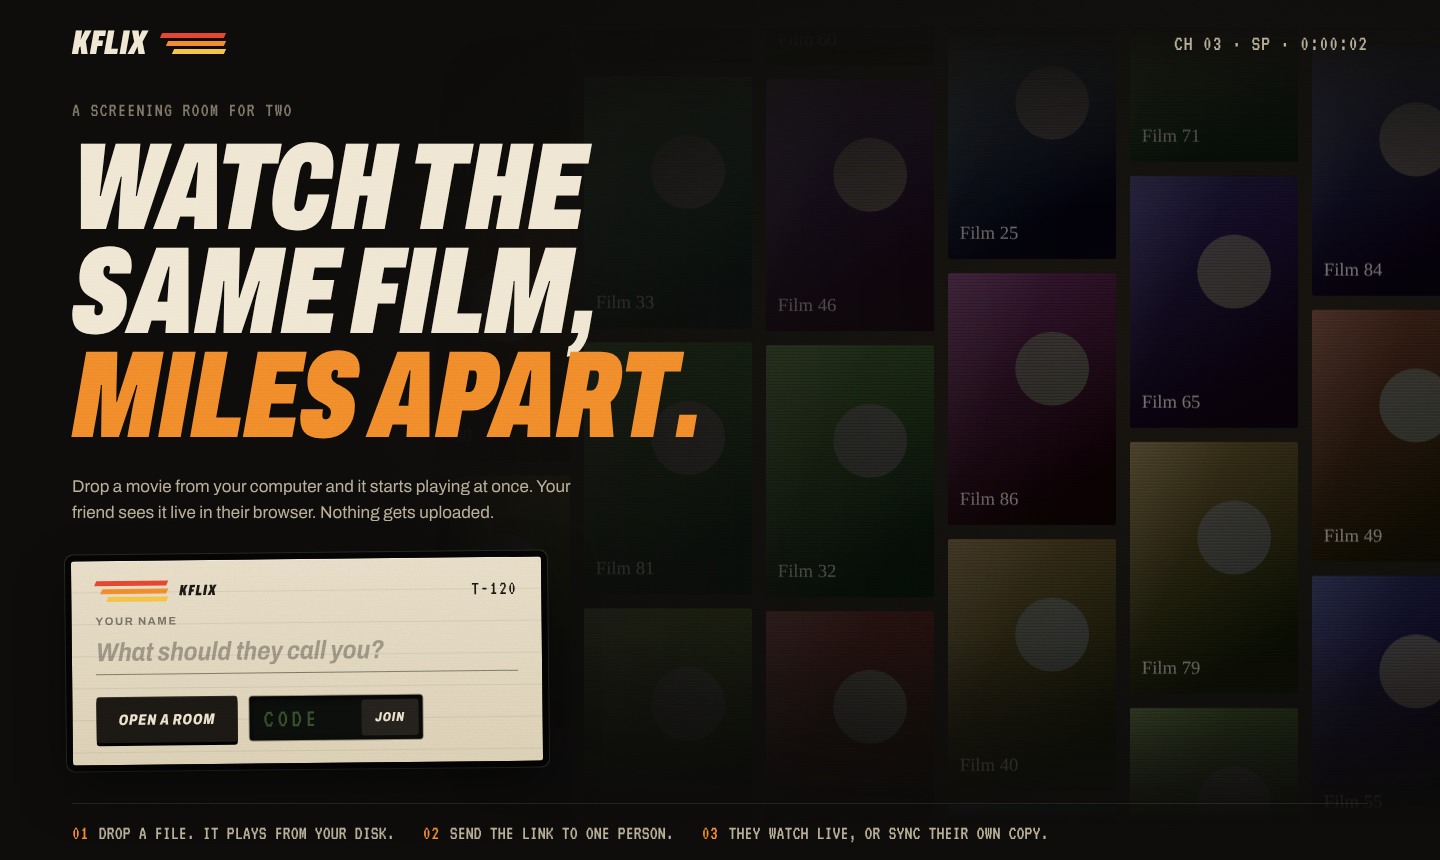 KFLIX
CH 03 · SP · 0:00:02
A SCREENING ROOM FOR TWO
WATCH THE
SAME FILM,
MILES APART.
Drop a movie from your computer and it starts playing at once. Your
friend sees it live in their browser. Nothing gets uploaded.
KFLIX
T-120
YOUR NAME
What should they call you?
OPEN A ROOM
CODE
JOIN
Film 33
Film 81
Film 46
Film 32
Film 25
Film 86
Film 40
Film 71
Film 65
Film 79
Film 84
Film 49
Film 55
01 DROP A FILE. IT PLAYS FROM YOUR DISK.
02 SEND THE LINK TO ONE PERSON.
03 THEY WATCH LIVE, OR SYNC THEIR OWN COPY.